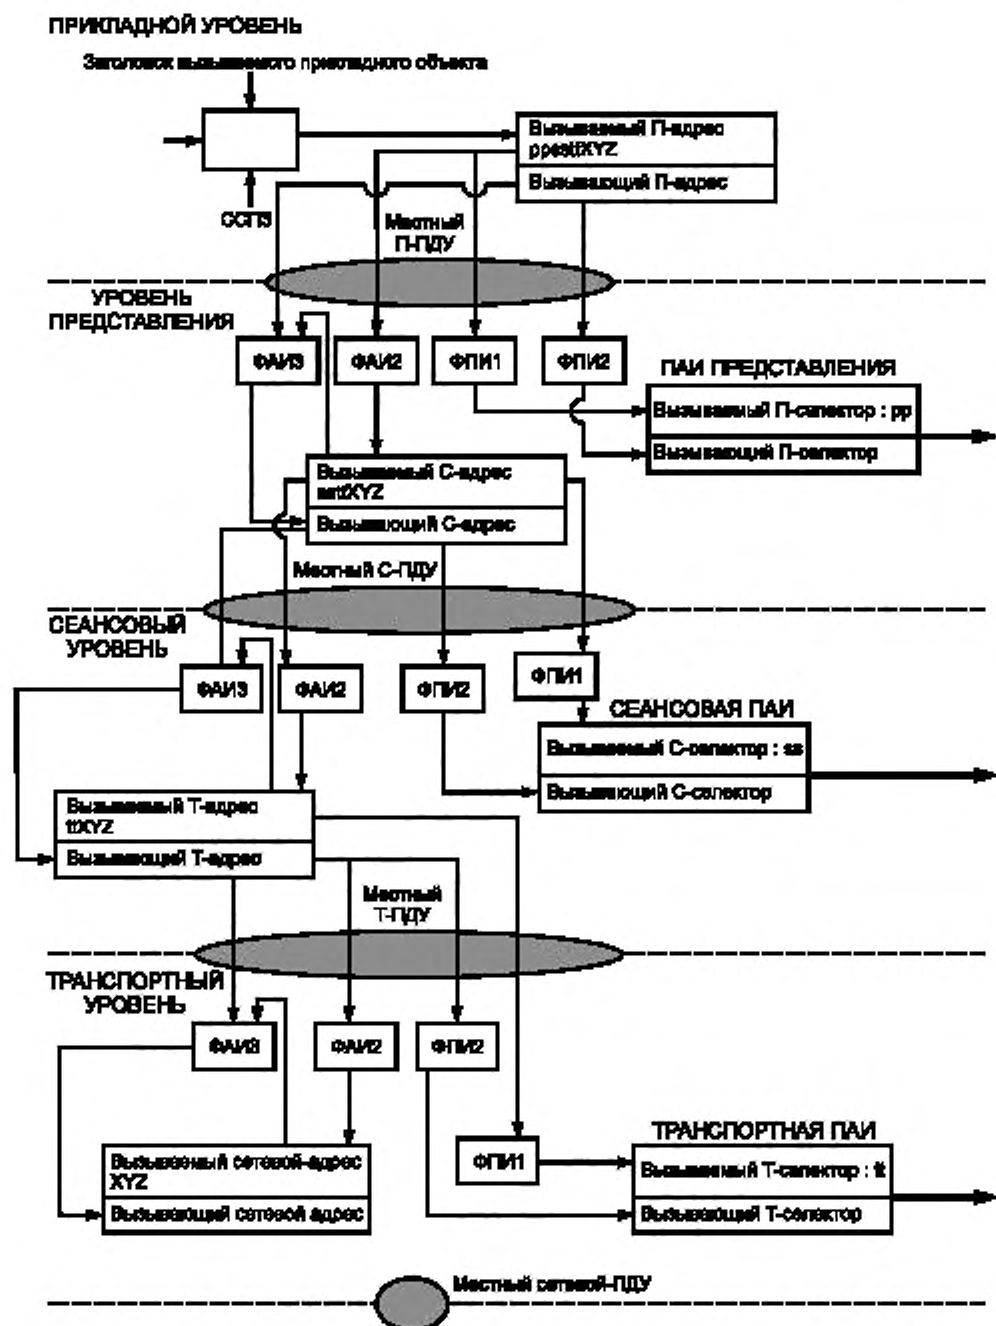 ПРИКЛАДНОЙ УРОВЕНЬ
Заголовок вызываемого прикладного объекта
Вызываемый П-адрес
ppssttXYZ
Вызывающий П-адрес
ССПЗ
Местный
П-ПДУ
УРОВЕНЬ
ПРЕДСТАВЛЕНИЯ
ФАИ3
ФАИ2
ФПИ1
ФПИ2
ПАИ ПРЕДСТАВЛЕНИЯ
Вызываемый П-селектор : pp
Вызывающий П-селектор
Вызываемый С-адрес
ssttXYZ
Вызывающий С-адрес
Местный С-ПДУ
СЕАНСОВЫЙ
УРОВЕНЬ
ФАИ3
ФАИ2
ФПИ2
ФПИ1
СЕАНСОВАЯ ПАИ
Вызываемый С-селектор : ss
Вызывающий С-селектор
Вызываемый Т-адрес
ttXYZ
Вызывающий Т-адрес
Местный
Т-ПДУ
ТРАНСПОРТНЫЙ
УРОВЕНЬ
ФАИ3
ФАИ2
ФПИ2
ФПИ1
ТРАНСПОРТНАЯ ПАИ
Вызываемый Т-селектор : tt
Вызывающий Т-селектор
Вызываемый сетевой-адрес
XYZ
Вызывающий сетевой адрес
Местный сетевой-ПДУ